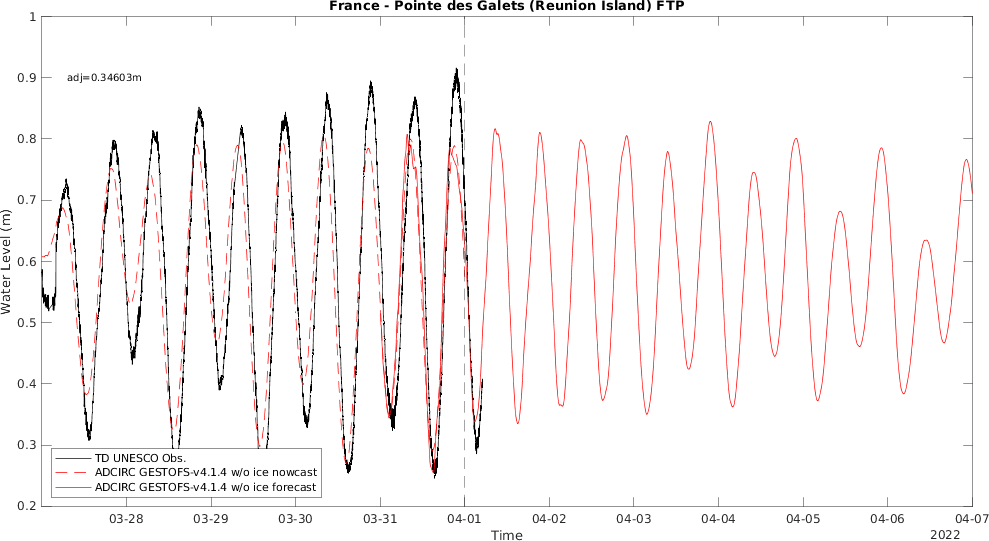 France - Pointe des Galets (Reunion Island) FTP
1
0.9
0.8
0.7
0.6
0.5
0.4
0.3
0.2
Water Level (m)
adj=0.34603m
TD UNESCO Obs.
ADCIRC GESTOFS-v4.1.4 w/o ice nowcast
ADCIRC GESTOFS-v4.1.4 w/o ice forecast
03-28 03-29 03-30 03-31 04-01 04-02 04-03 04-04 04-05 04-06 04-07
Time
2022